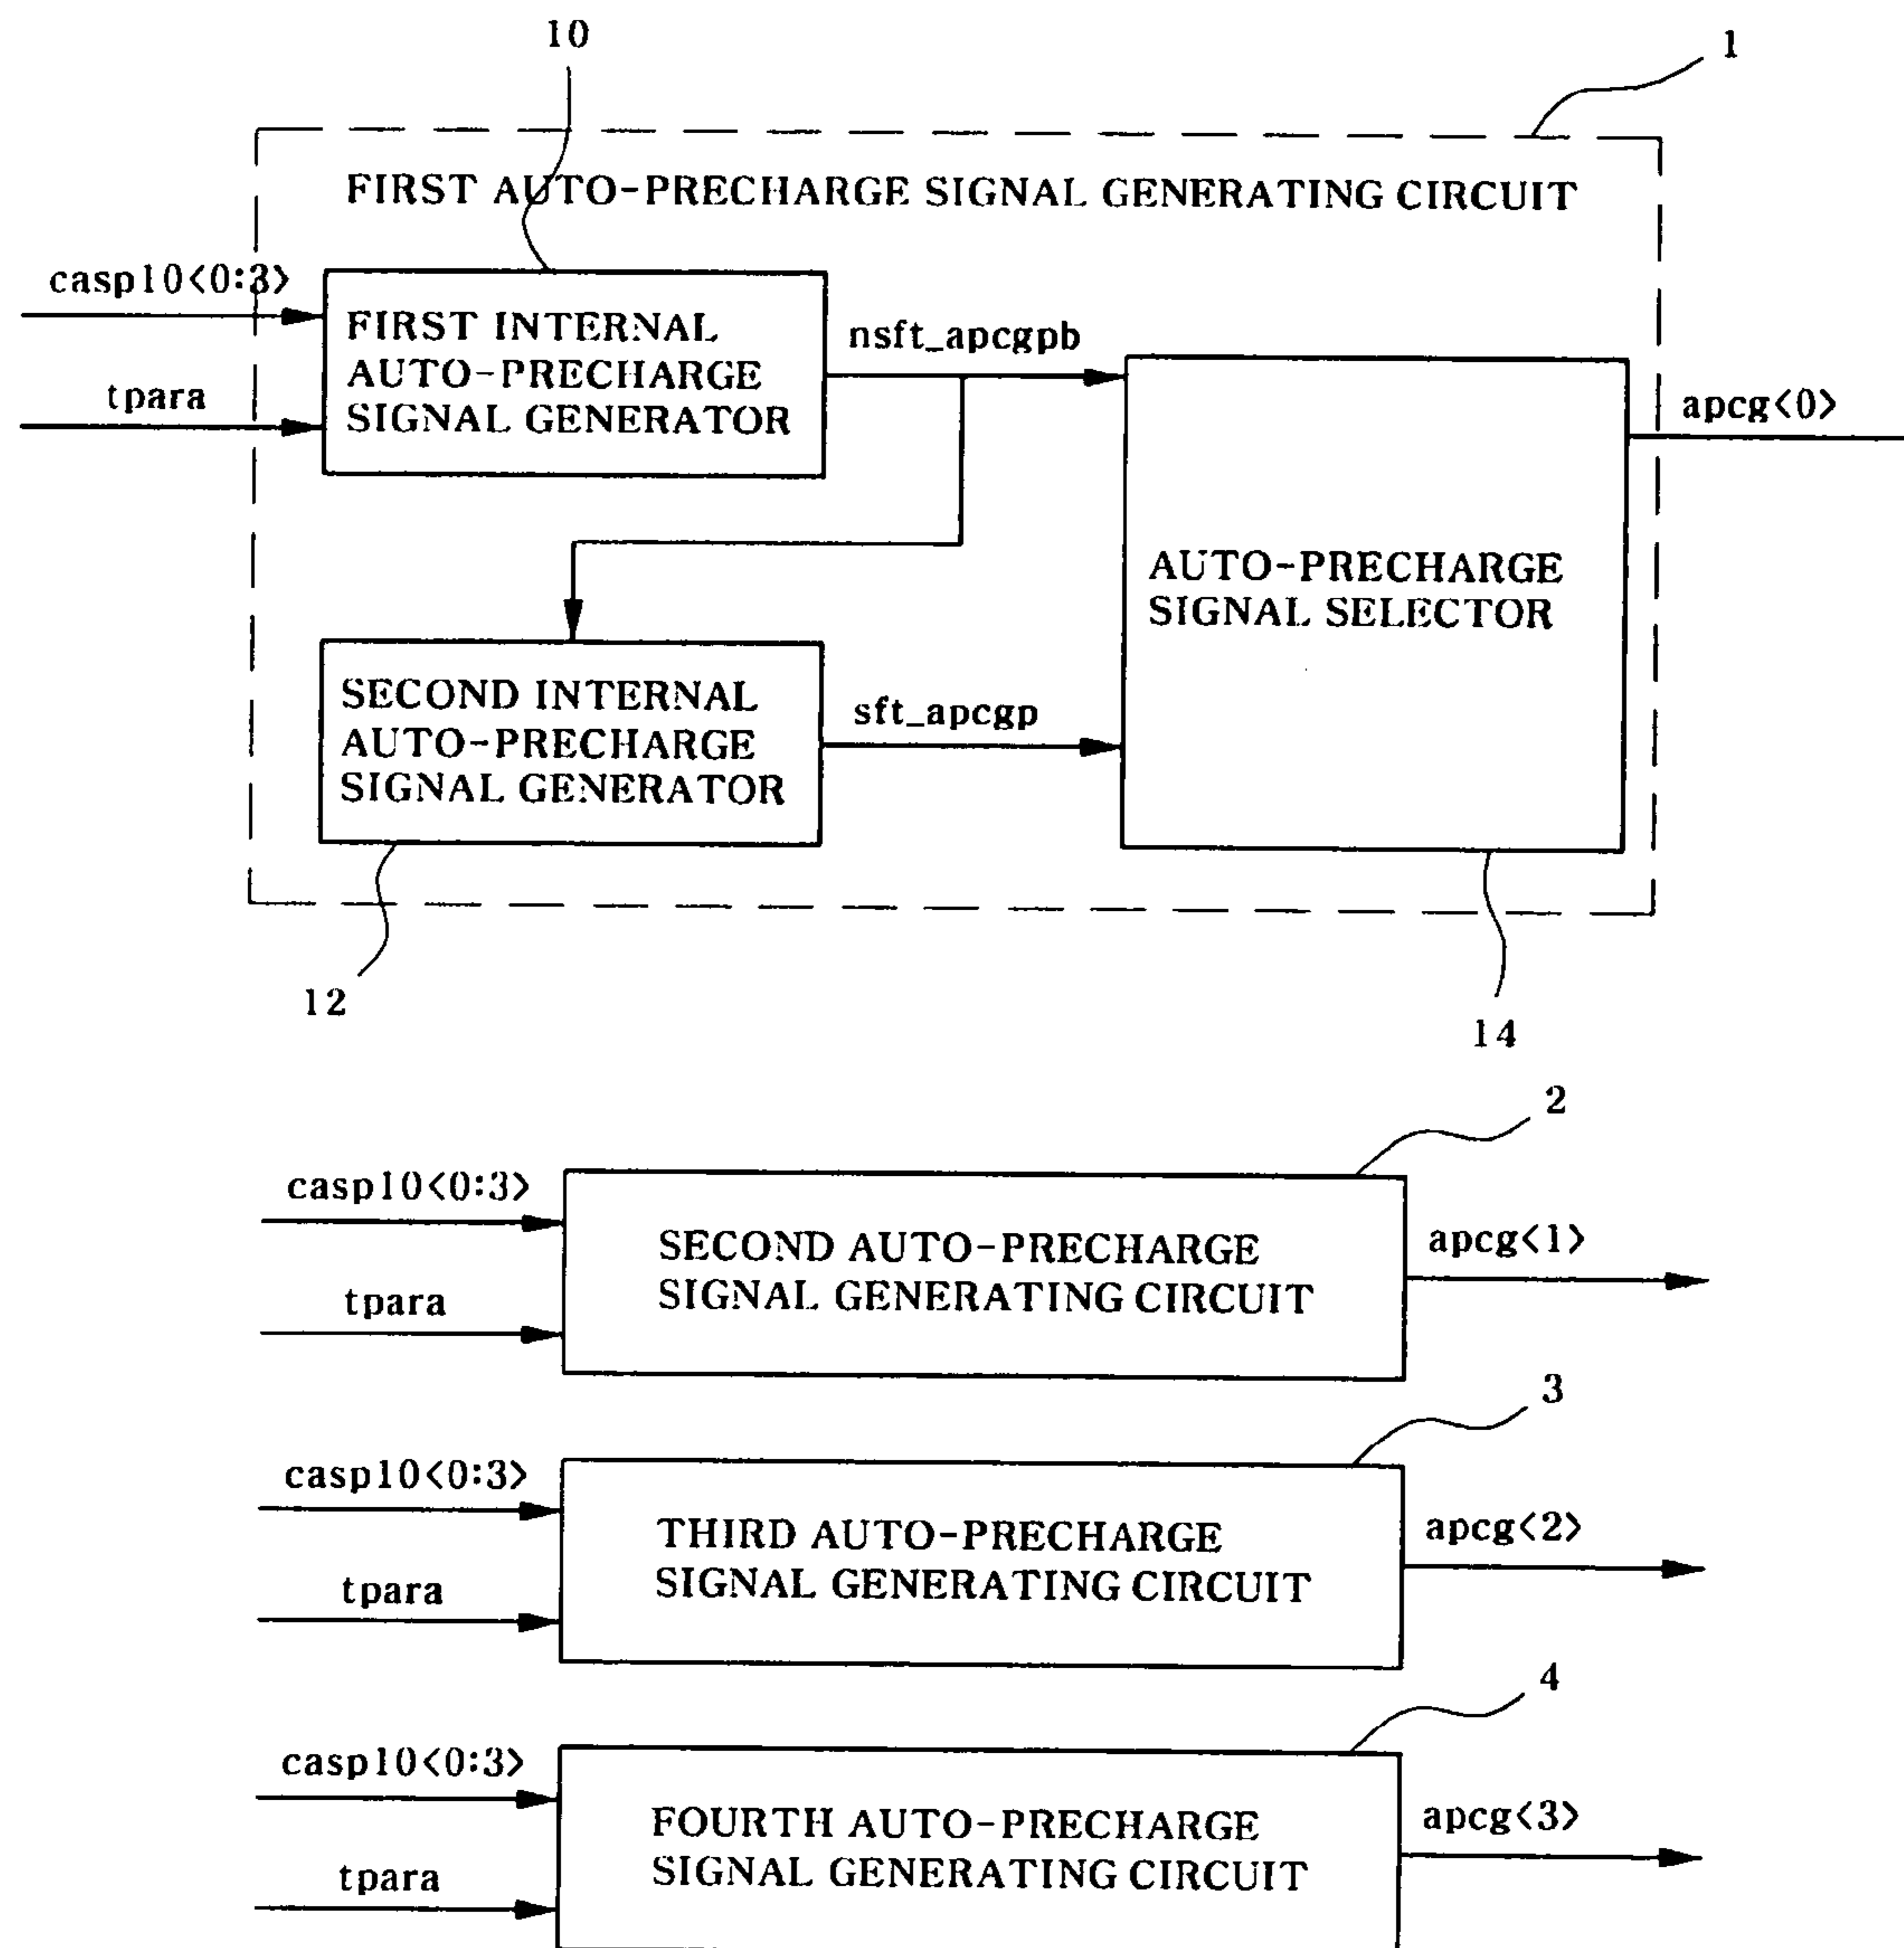 10
1
FIRST AUTO-PRECHARGE SIGNAL GENERATING CIRCUIT
casp10<0:3>
tpara
FIRST INTERNAL
AUTO-PRECHARGE
SIGNAL GENERATOR
nsft_apcgpb
apcg<0>
AUTO-PRECHARGE
SIGNAL SELECTOR
SECOND INTERNAL
AUTO-PRECHARGE
SIGNAL GENERATOR
sft_apcgp
12
14
2
casp10<0:3>
tpara
SECOND AUTO-PRECHARGE
SIGNAL GENERATING CIRCUIT
apcg<1>
3
casp10<0:3>
tpara
THIRD AUTO-PRECHARGE
SIGNAL GENERATING CIRCUIT
apcg<2>
4
casp10<0:3>
tpara
FOURTH AUTO-PRECHARGE
SIGNAL GENERATING CIRCUIT
apcg<3>